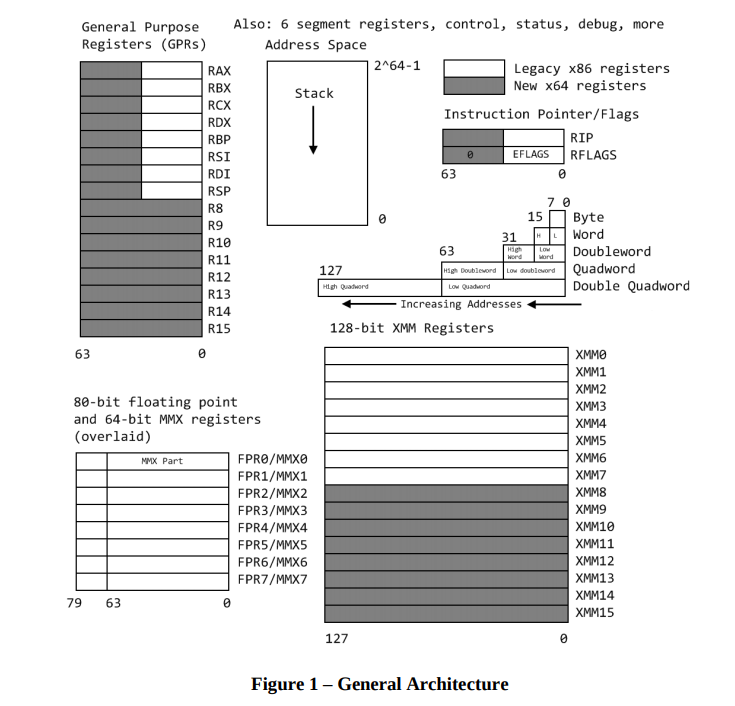 General Purpose
Registers (GPRs)
Also: 6 segment registers, control, status, debug, more
Address Space
RAX
RBX
RCX
RDX
RBP
RSI
RDI
RSP
R8
R9
R10
R11
R12
R13
R14
R15
63 0
Stack
2^64-1
0
Legacy x86 registers
New x64 registers
Instruction Pointer/Flags
RIP
0 EFLAGS RFLAGS
63 0
7 0
Byte
15
H L Word
31
High Word Low Word Doubleword
63
High Doubleword Low doubleword Quadword
127
High Quadword Low Quadword Double Quadword
Increasing Addresses
128-bit XMM Registers
XMM0
XMM1
XMM2
XMM3
XMM4
XMM5
XMM6
XMM7
XMM8
XMM9
XMM10
XMM11
XMM12
XMM13
XMM14
XMM15
127 0
80-bit floating point
and 64-bit MMX registers
(overlaid)
MMX Part FPR0/MMX0
FPR1/MMX1
FPR2/MMX2
FPR3/MMX3
FPR4/MMX4
FPR5/MMX5
FPR6/MMX6
FPR7/MMX7
79 63 0
Figure 1 – General Architecture